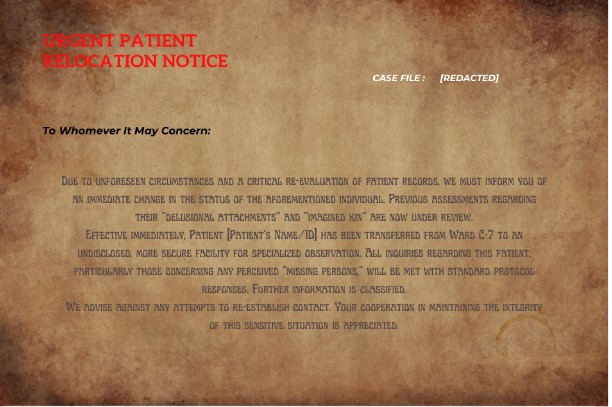 URGENT PATIENT
RELOCATION NOTICE
CASE FILE : [REDACTED]
To Whomever It May Concern:
Due to unforeseen circumstances and a critical re-evaluation of patient records, we must inform you of
an immediate change in the status of the aforementioned individual. Previous assessments regarding
their "delusional attachments" and "imagined kin" are now under review.
Effective immediately, Patient [Patient's Name/ID] has been transferred from Ward C-7 to an
undisclosed, more secure facility for specialized observation. All inquiries regarding this patient,
particularly those concerning any perceived "missing persons," will be met with standard protocol
responses. Further information is classified.
We advise against any attempts to re-establish contact. Your cooperation in maintaining the integrity
of this sensitive situation is appreciated.